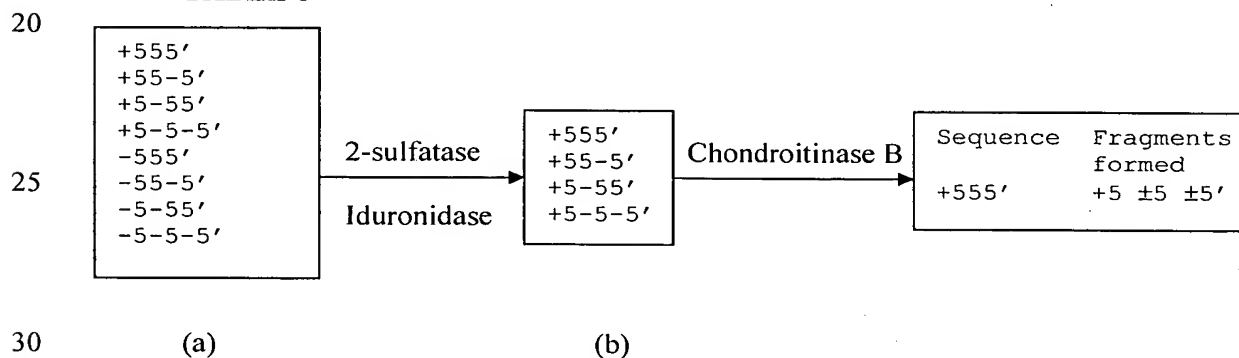 20
+555′
+55-5′
+5-55′
+5-5-5′
-555′
-55-5′
-5-55′
-5-5-5′
25
2-sulfatase
Iduronidase
+555′
+55-5′
+5-55′
+5-5-5′
Chondroitinase B
Sequence Fragments
formed
+555′ +5 ±5 ±5′
30 (a) (b)